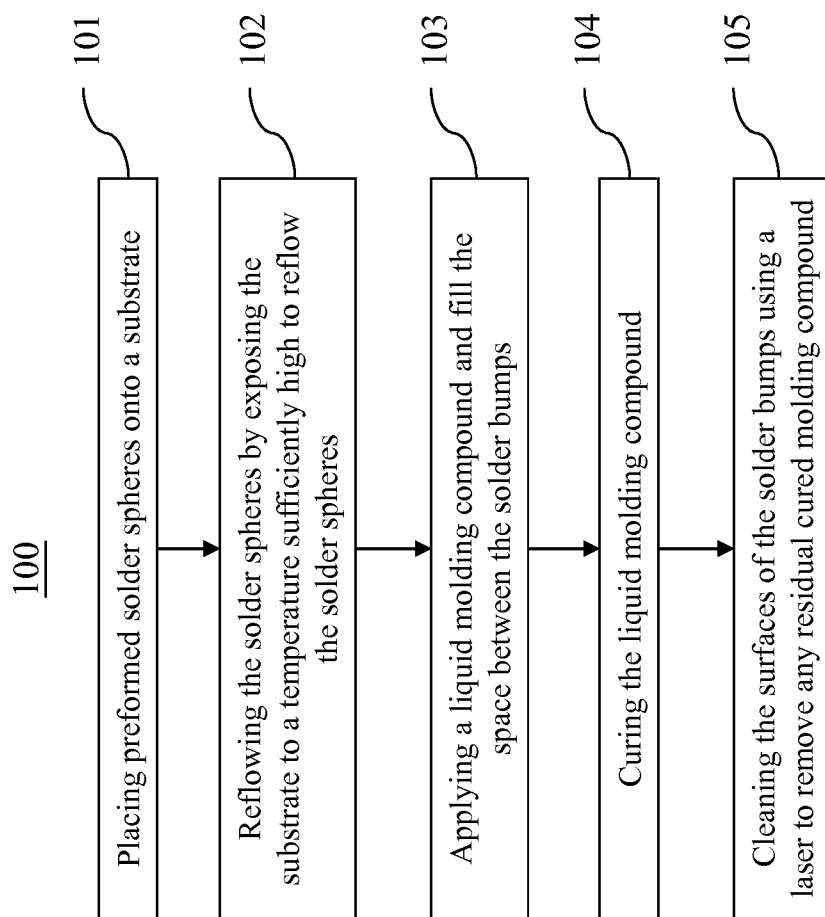 100
Placing preformed solder spheres onto a substrate
101
Reflowing the solder spheres by exposing the
substrate to a temperature sufficiently high to reflow
the solder spheres
102
Applying a liquid molding compound and fill the
space between the solder bumps
103
Curing the liquid molding compound
104
Cleaning the surfaces of the solder bumps using a
laser to remove any residual cured molding compound
105